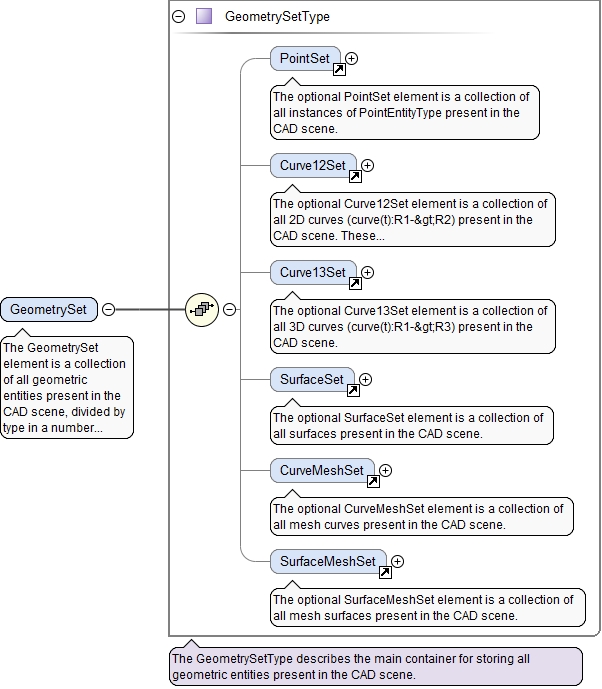 GeometrySetType
PointSet
The optional PointSet element is a collection of
all instances of PointEntityType present in the
CAD scene.
Curve12Set
The optional Curve12Set element is a collection of
all 2D curves (curve(t):R1-&gt;R2) present in the
CAD scene. These...
Curve13Set
The optional Curve13Set element is a collection of
all 3D curves (curve(t):R1-&gt;R3) present in the
CAD scene.
GeometrySet
The GeometrySet
element is a collection
of all geometric
entities present in the
CAD scene, divided by
type in a number...
SurfaceSet
The optional SurfaceSet element is a collection of
all surfaces present in the CAD scene.
CurveMeshSet
The optional CurveMeshSet element is a collection of
all mesh curves present in the CAD scene.
SurfaceMeshSet
The optional SurfaceMeshSet element is a collection of
all mesh surfaces present in the CAD scene.
The GeometrySetType describes the main container for storing all
geometric entities present in the CAD scene.